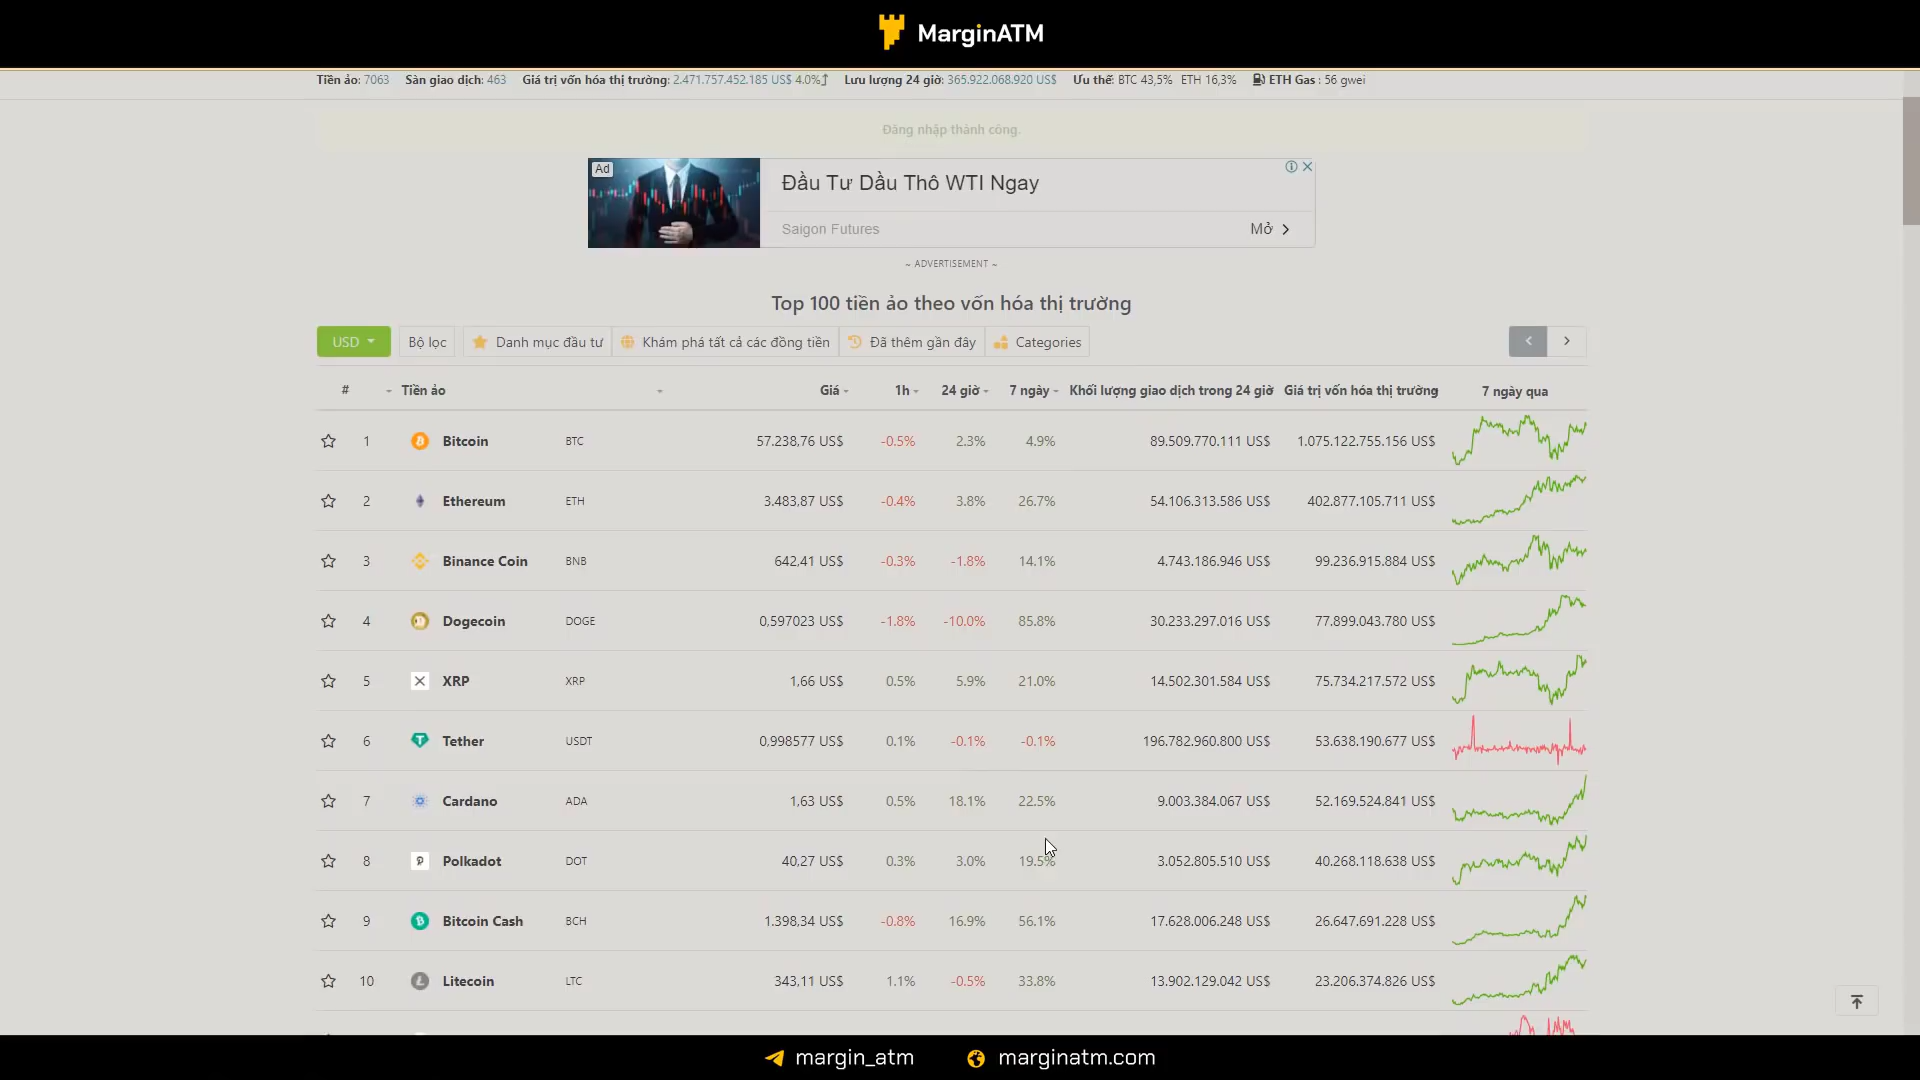 MarginATM
Tiền ảo: 7063 Sàn giao dịch: 463 Giá trị vốn hóa thị trường: 2.471.757.452.185 US$ 4.0% Lưu lượng 24 giờ: 365.922.068.920 US$ Ưu thế: BTC 43,5% ETH 16,3% ETH Gas : 56 gwei
Đăng nhập thành công.
Ad
Đầu Tư Dầu Thô WTI Ngay
Saigon Futures Mở
~ ADVERTISEMENT ~
Top 100 tiền ảo theo vốn hóa thị trường
USD Bộ lọc Danh mục đầu tư Khám phá tất cả các đồng tiền Đã thêm gần đây Categories
# Tiền ảo Giá 1h 24 giờ 7 ngày Khối lượng giao dịch trong 24 giờ Giá trị vốn hóa thị trường 7 ngày qua
1 Bitcoin BTC 57.238,76 US$ -0.5% 2.3% 4.9% 89.509.770.111 US$ 1.075.122.755.156 US$
2 Ethereum ETH 3.483,87 US$ -0.4% 3.8% 26.7% 54.106.313.586 US$ 402.877.105.711 US$
3 Binance Coin BNB 642,41 US$ -0.3% -1.8% 14.1% 4.743.186.946 US$ 99.236.915.884 US$
4 Dogecoin DOGE 0,597023 US$ -1.8% -10.0% 85.8% 30.233.297.016 US$ 77.899.043.780 US$
5 XRP XRP 1,66 US$ 0.5% 5.9% 21.0% 14.502.301.584 US$ 75.734.217.572 US$
6 Tether USDT 0,998577 US$ 0.1% -0.1% -0.1% 196.782.960.800 US$ 53.638.190.677 US$
7 Cardano ADA 1,63 US$ 0.5% 18.1% 22.5% 9.003.384.067 US$ 52.169.524.841 US$
8 Polkadot DOT 40,27 US$ 0.3% 3.0% 19.5% 3.052.805.510 US$ 40.268.118.638 US$
9 Bitcoin Cash BCH 1.398,34 US$ -0.8% 16.9% 56.1% 17.628.006.248 US$ 26.647.691.228 US$
10 Litecoin LTC 343,11 US$ 1.1% -0.5% 33.8% 13.902.129.042 US$ 23.206.374.826 US$
margin_atm marginatm.com